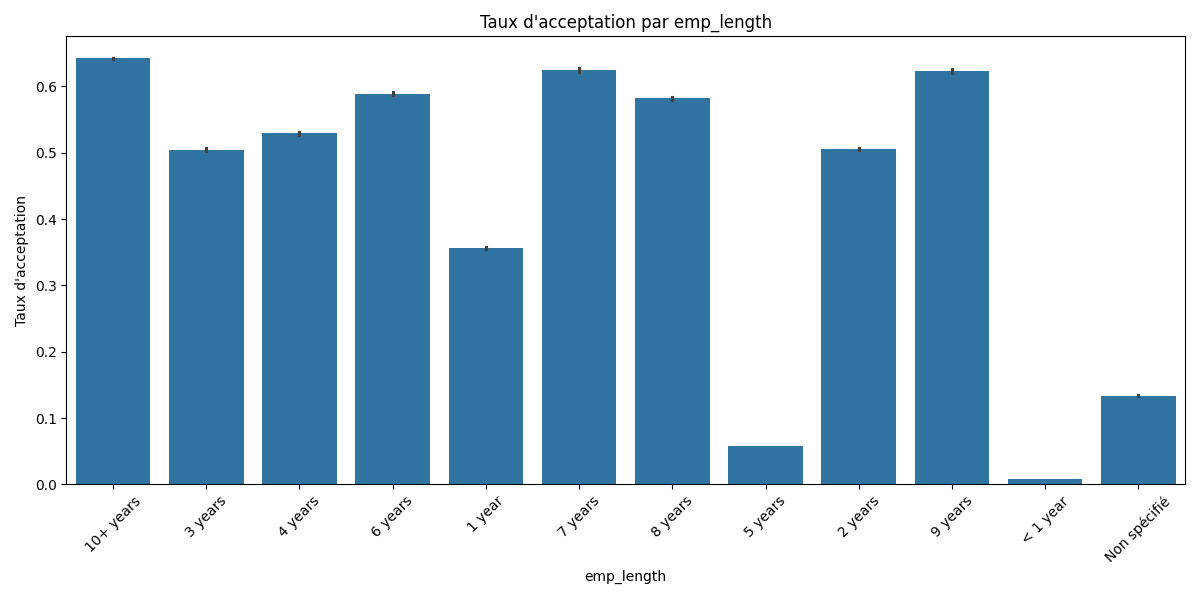 Taux d'acceptation par emp_length
Taux d'acceptation
0.6
0.5
0.4
0.3
0.2
0.1
0.0
10+ years
3 years
4 years
6 years
1 year
7 years
8 years
5 years
2 years
9 years
< 1 year
Non spécifié
emp_length